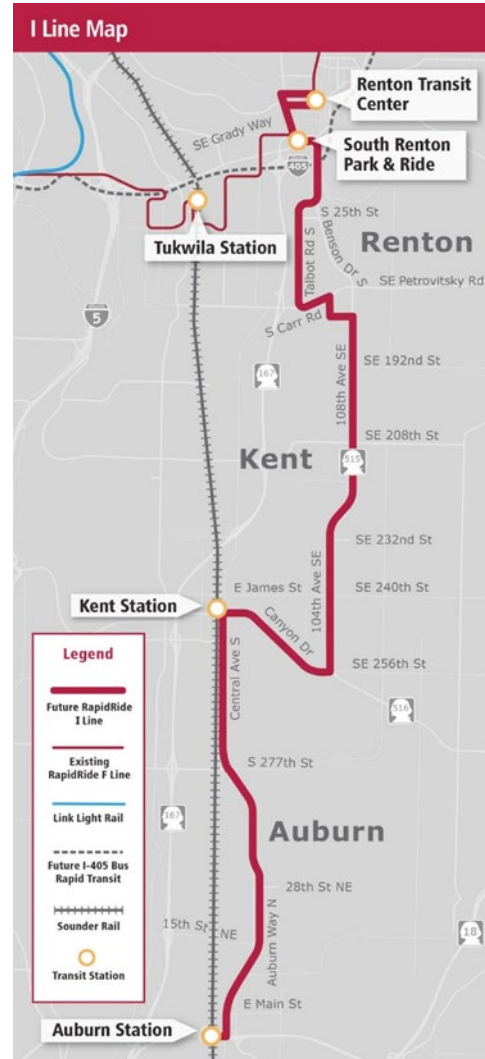 I Line Map
Renton Transit
Center
SE Grady Way
South Renton
Park & Ride
405
S 25th St
Tukwila Station
Talbot Rd S
Benson Dr S
Renton
SE Petrovitsky Rd
5
S Carr Rd
167
108th Ave SE
SE 192nd St
SE 208th St
Kent
515
SE 232nd St
104th Ave SE
E James St
SE 240th St
Kent Station
Canyon Dr
Central Ave S
SE 256th St
516
S 277th St
167
Auburn
28th St NE
15th St NE
Auburn Way N
18
E Main St
Auburn Station
Legend
Future RapidRide
I Line
Existing
RapidRide F Line
Link Light Rail
Future I-405 Bus
Rapid Transit
Sounder Rail
Transit Station